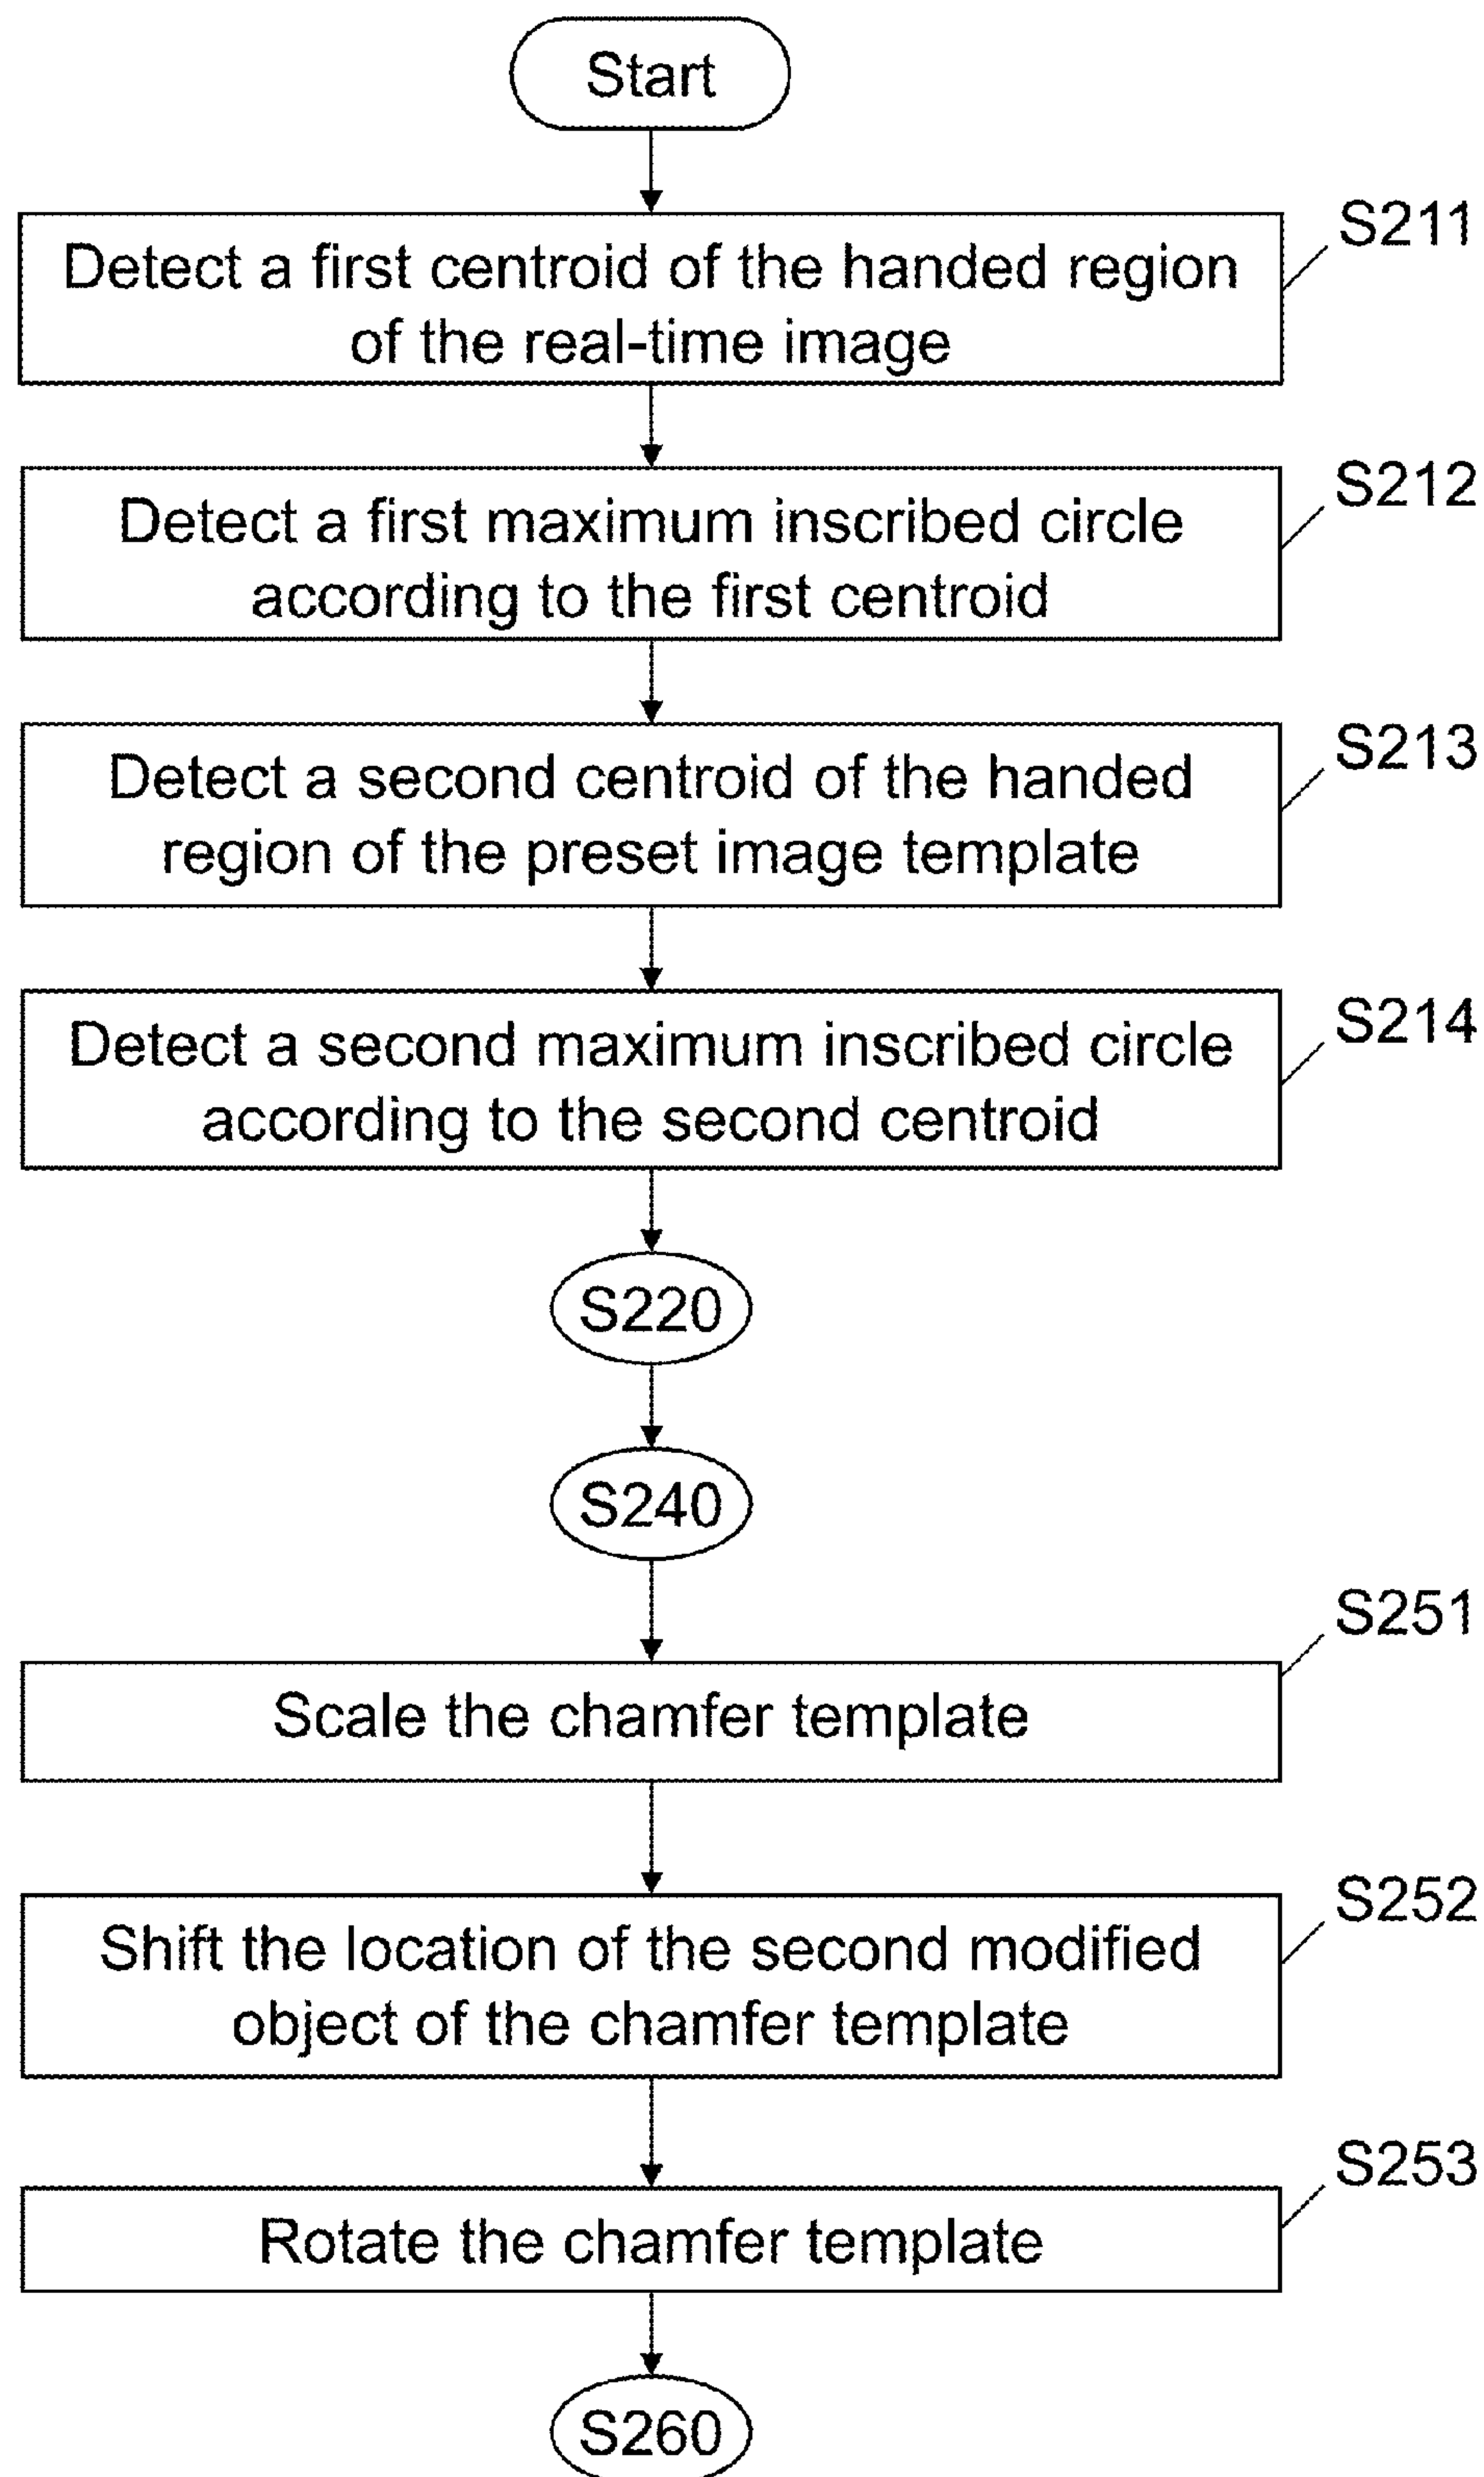 Start
S211
Detect a first centroid of the handed region
of the real-time image
S212
Detect a first maximum inscribed circle
according to the first centroid
S213
Detect a second centroid of the handed
region of the preset image template
S214
Detect a second maximum inscribed circle
according to the second centroid
S220
S240
S251
Scale the chamfer template
S252
Shift the location of the second modified
object of the chamfer template
S253
Rotate the chamfer template
S260